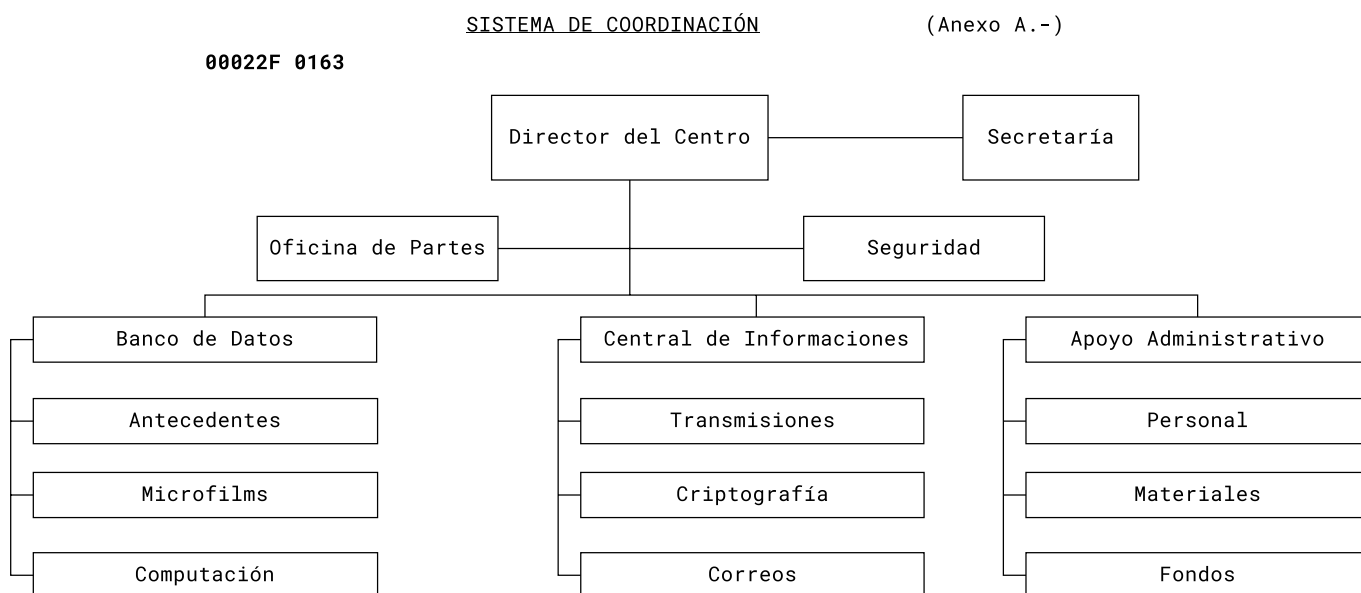 SISTEMA DE COORDINACIÓN (Anexo A.-)
00022F 0163
Director del Centro
Secretaría
Oficina de Partes
Seguridad
Banco de Datos
Central de Informaciones
Apoyo Administrativo
Antecedentes
Transmisiones
Personal
Microfilms
Criptografía
Materiales
Computación
Correos
Fondos